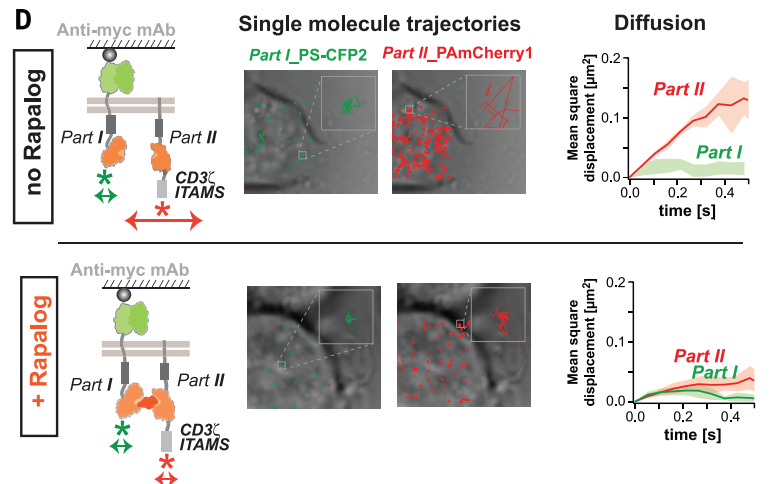 D
Single molecule trajectories
Diffusion
no Rapalog
Anti-myc mAb
Part I
Part II
CD3ζ
ITAMS
*
*
Part I_PS-CFP2
Part II_PAmCherry1
Mean square
displacement [µm²]
0.2
0.1
0.0
0.0
0.2
0.4
time [s]
Part II
Part I
+ Rapalog
Anti-myc mAb
Part I
Part II
CD3ζ
ITAMS
*
*
Mean square
displacement [µm²]
0.2
0.1
0.0
0.0
0.2
0.4
time [s]
Part II
Part I